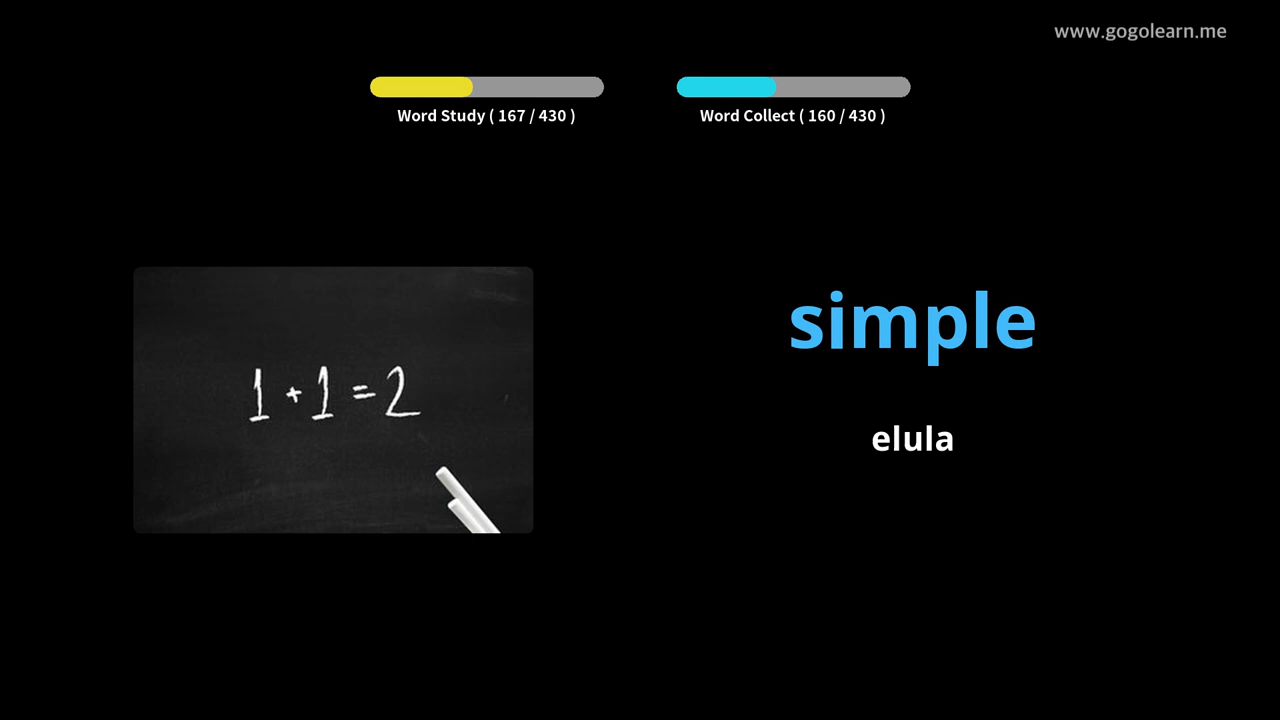 www.gogolearn.me
Word Study ( 167 / 430 )
Word Collect ( 160 / 430 )
1 + 1 = 2
simple
elula